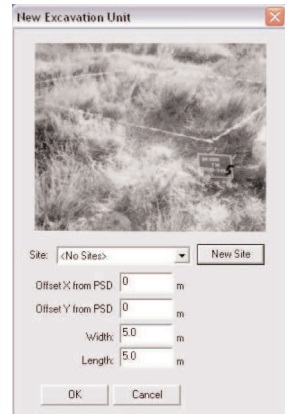 New Excavation Unit
Site: <No Sites> New Site
Offset X from PSD 0 m
Offset Y from PSD 0 m
Width: 5.0 m
Length: 5.0 m
OK Cancel